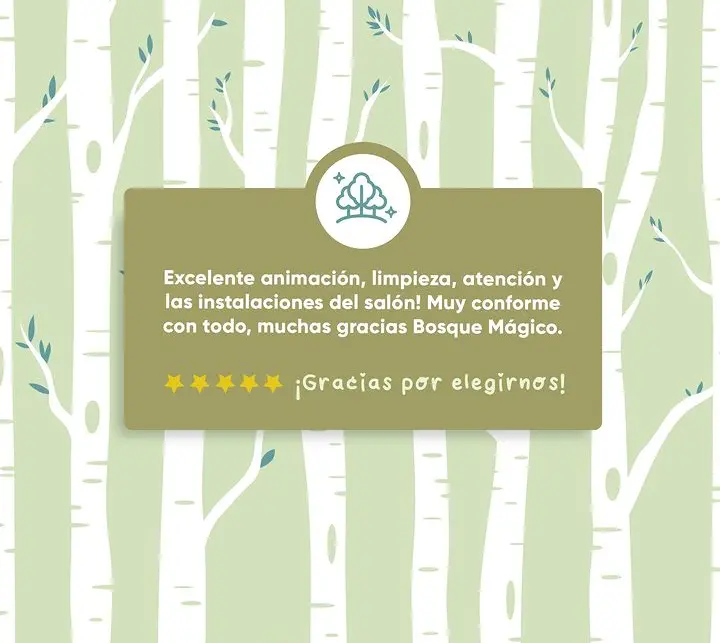 Excelente animación, limpieza, atención y
las instalaciones del salón! Muy conforme
con todo, muchas gracias Bosque Mágico.
¡Gracias por elegirnos!